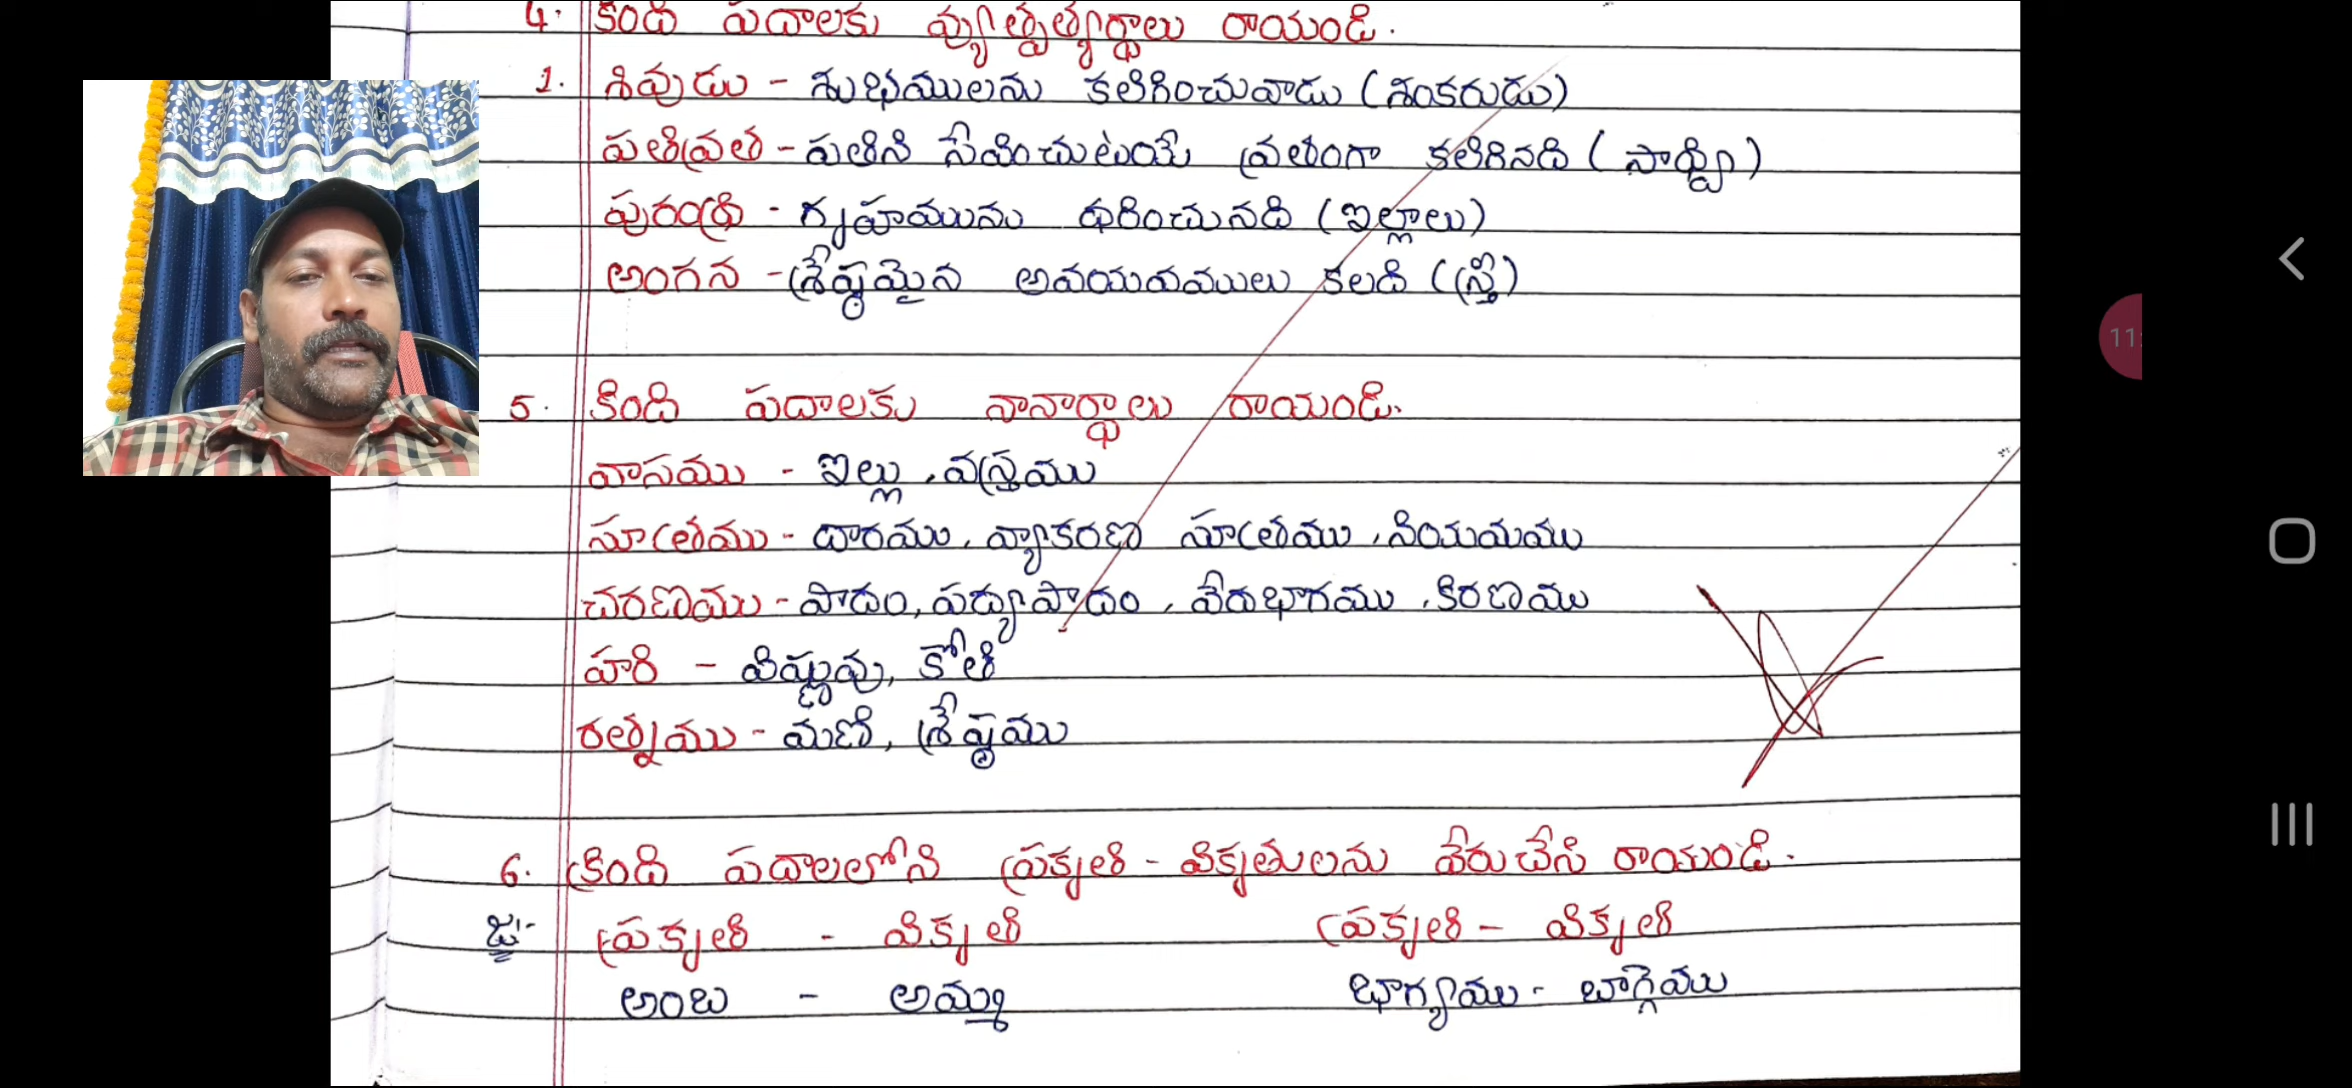 4. కింది పదాలకు వ్యుత్పత్యర్థాలు రాయండి.
1. శివుడు - శుభములను కలిగించువాడు (శంకరుడు)
పతివ్రత - పతిని సేవించుటయే వ్రతంగా కలిగినది (సాధ్వి)
పురంధ్రి - గృహమును ధరించునది (ఇల్లాలు)
అంగన - శ్రేష్ఠమైన అవయవములు కలది (స్త్రీ)
5. కింది పదాలకు నానార్థాలు రాయండి.
వాసము - ఇల్లు, వస్త్రము
సూత్రము - దారము, వ్యాకరణ సూత్రము, నియమము
చరణము - పాదం, పద్యపాదం, వేరుభాగము, కిరణము
హరి - విష్ణువు, కోతి
రత్నము - మణి, శ్రేష్ఠము
6. క్రింది పదాలలోని ప్రకృతి - వికృతులను వేరుచేసి రాయండి.
జ:- ప్రకృతి - వికృతి ప్రకృతి - వికృతి
అంబ - అమ్మ భాగ్యము - బాగ్గెము
11: